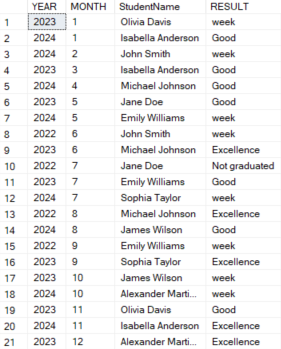 YEAR MONTH StudentName RESULT
1 2023 1 Olivia Davis week
2 2024 1 Isabella Anderson Good
3 2024 2 John Smith week
4 2023 3 Isabella Anderson Good
5 2024 4 Michael Johnson Good
6 2023 5 Jane Doe Good
7 2024 5 Emily Williams week
8 2022 6 John Smith week
9 2023 6 Michael Johnson Excellence
10 2022 7 Jane Doe Not graduated
11 2023 7 Emily Williams Good
12 2024 7 Sophia Taylor week
13 2022 8 Michael Johnson Excellence
14 2024 8 James Wilson Good
15 2022 9 Emily Williams week
16 2023 9 Sophia Taylor Excellence
17 2023 10 James Wilson week
18 2024 10 Alexander Marti... week
19 2023 11 Olivia Davis Good
20 2024 11 Isabella Anderson Excellence
21 2023 12 Alexander Marti... Excellence